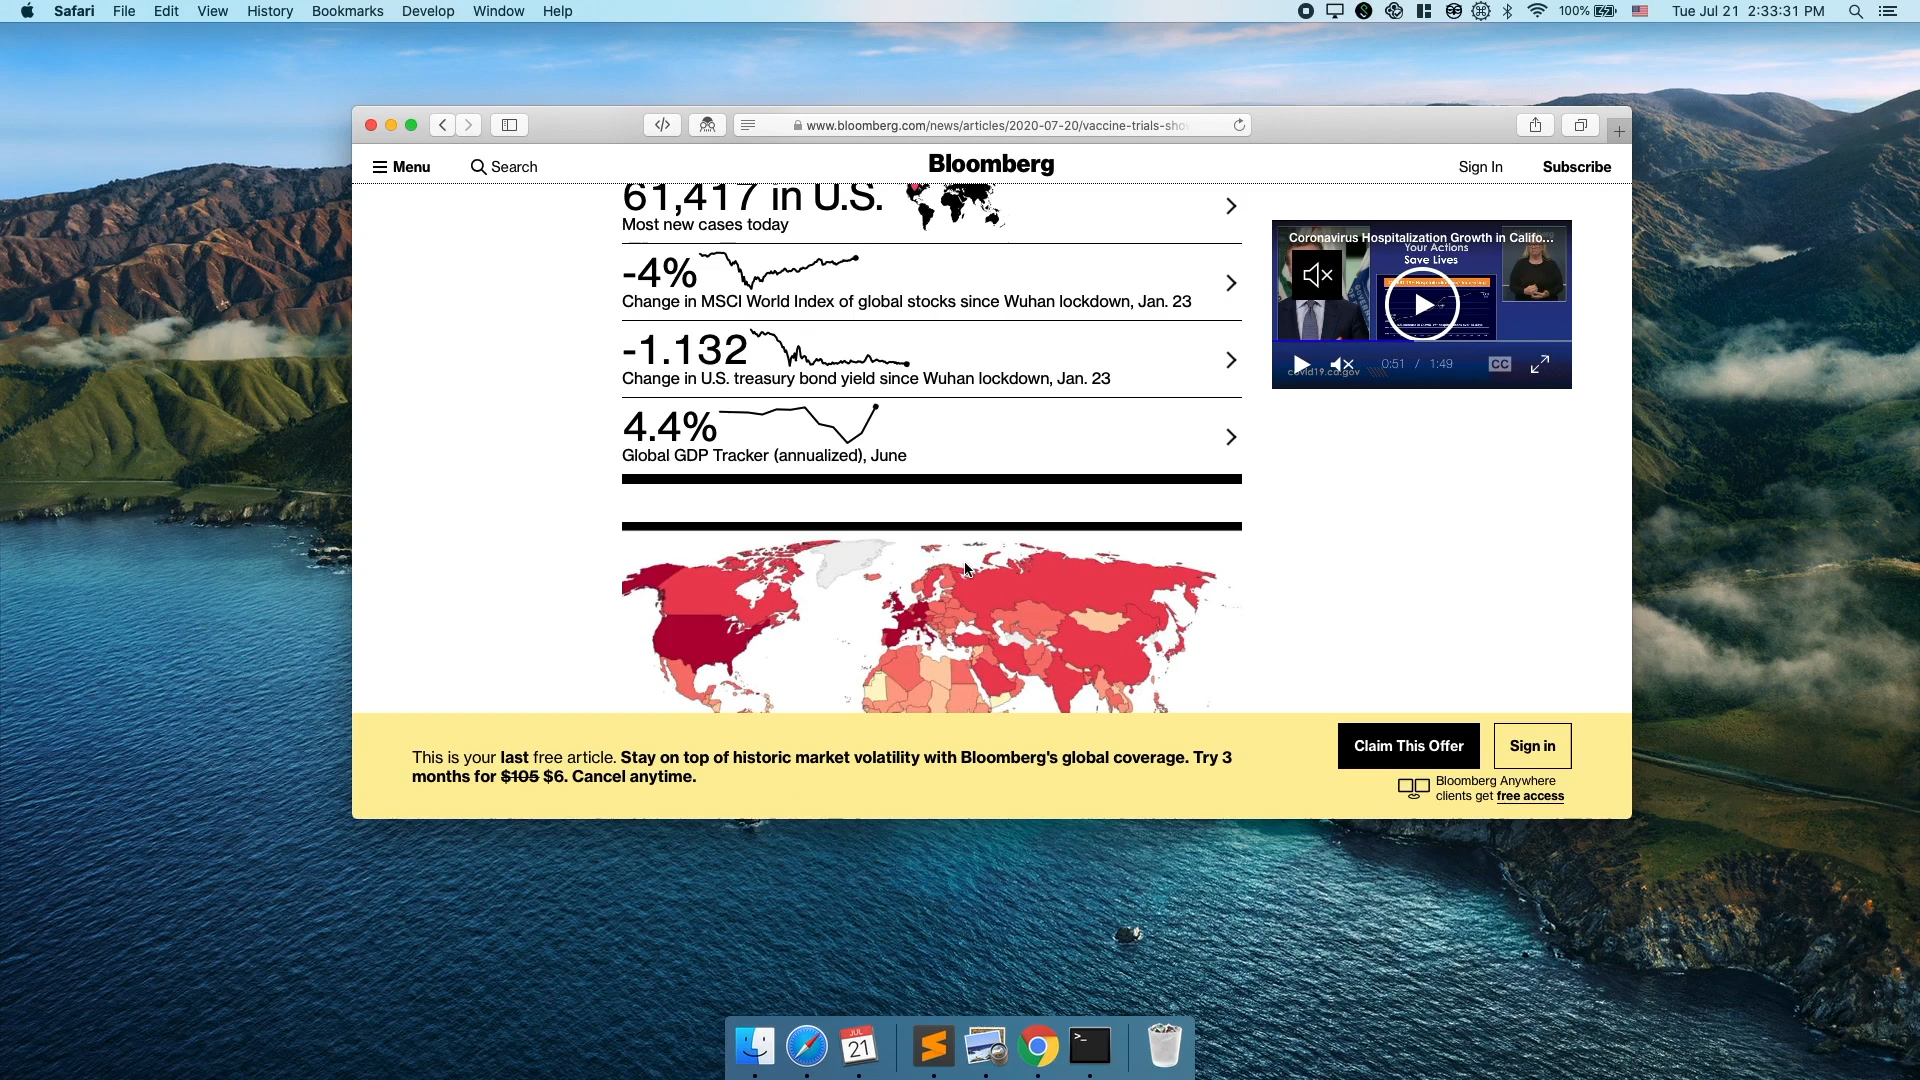 Safari File Edit View History Bookmarks Develop Window Help 100% Tue Jul 21 2:33:31 PM
www.bloomberg.com/news/articles/2020-07-20/vaccine-trials-sho
Menu Search Bloomberg Sign In Subscribe
61,417 in U.S.
Most new cases today
-4%
Change in MSCI World Index of global stocks since Wuhan lockdown, Jan. 23
-1.132
Change in U.S. treasury bond yield since Wuhan lockdown, Jan. 23
4.4%
Global GDP Tracker (annualized), June
Coronavirus Hospitalization Growth in Califo...
Your Actions
Save Lives
0:51 / 1:49 CC
covid19.ca.gov
This is your last free article. Stay on top of historic market volatility with Bloomberg's global coverage. Try 3
months for $105 $6. Cancel anytime.
Claim This Offer Sign in
Bloomberg Anywhere
clients get free access
JUL
21